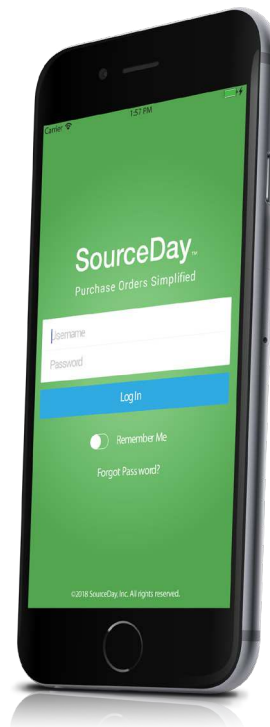 Carrier
1:57 PM
SourceDay™
Purchase Orders Simplified
Username
Password
Log In
Remember Me
Forgot Password?
©2018 SourceDay, Inc. All rights reserved.